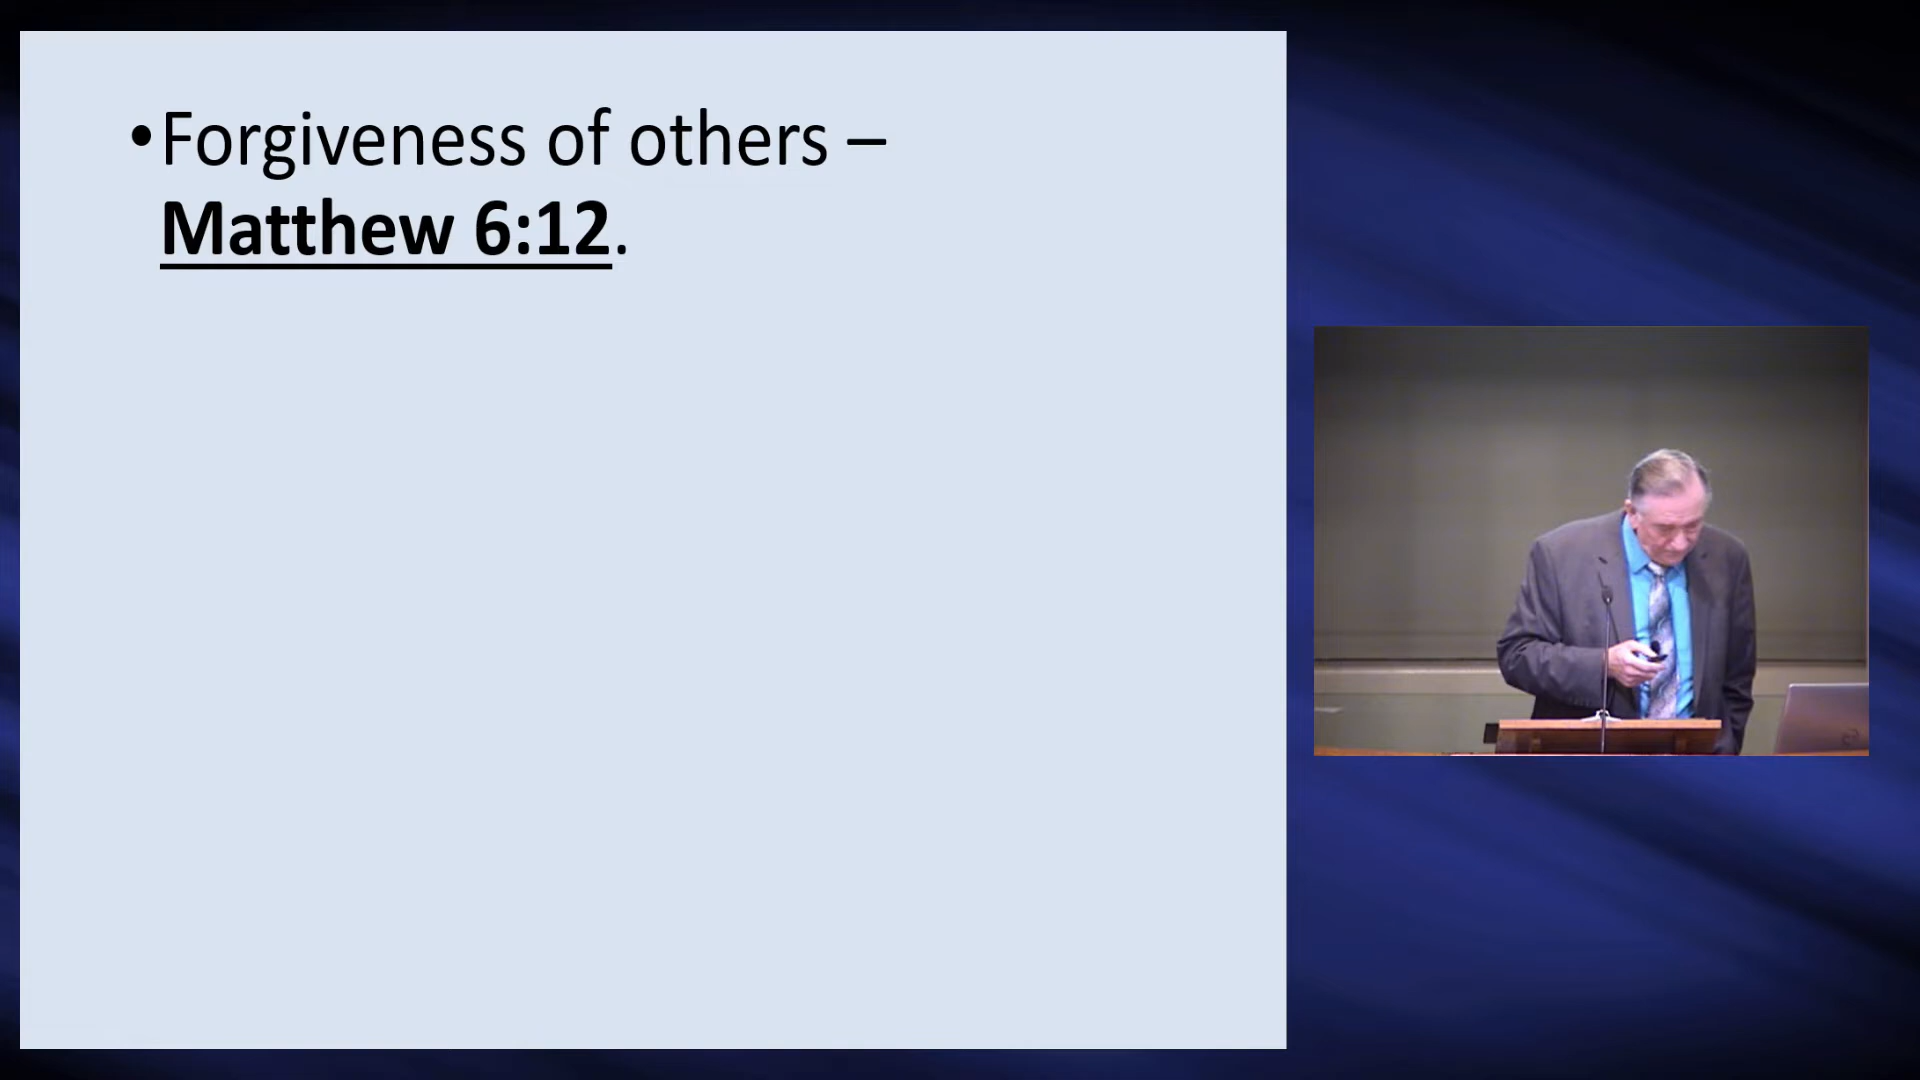 •Forgiveness of others –
Matthew 6:12.